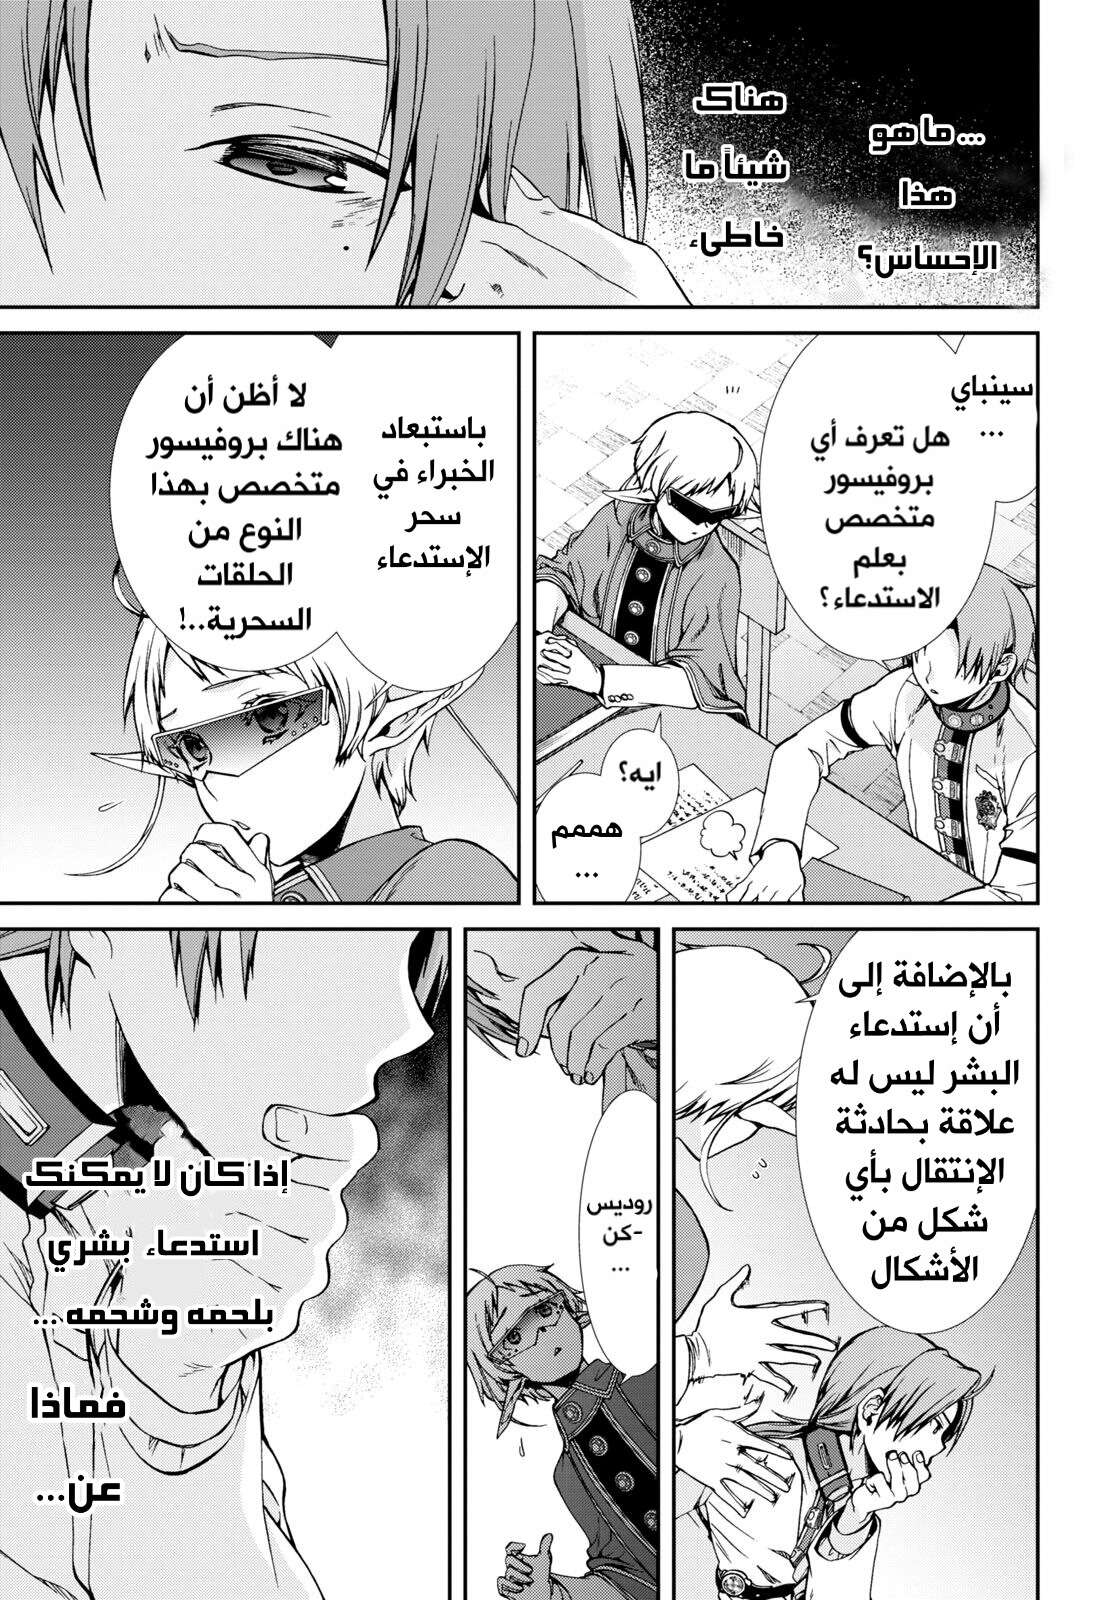 ... ما هو
هذا
الإحساس؟
هناك
شيئاً ما
خاطىء
سينباي
...
هل تعرف أي
بروفيسور
متخصص
بعلم
الاستدعاء؟
ايه؟
هممم
...
باستبعاد
الخبراء في
سحر
الإستدعاء
لا أظن أن
هناك بروفيسور
متخصص بهذا
النوع من
الحلقات
السحرية..!
بالإضافة إلى
أن إستدعاء
البشر ليس له
علاقة بحادثة
الإنتقال بأي
شكل من
الأشكال
روديس
-كن
...
إذا كان لا يمكنك
استدعاء بشري
بلحمه وشحمه ...
فماذا
عن...